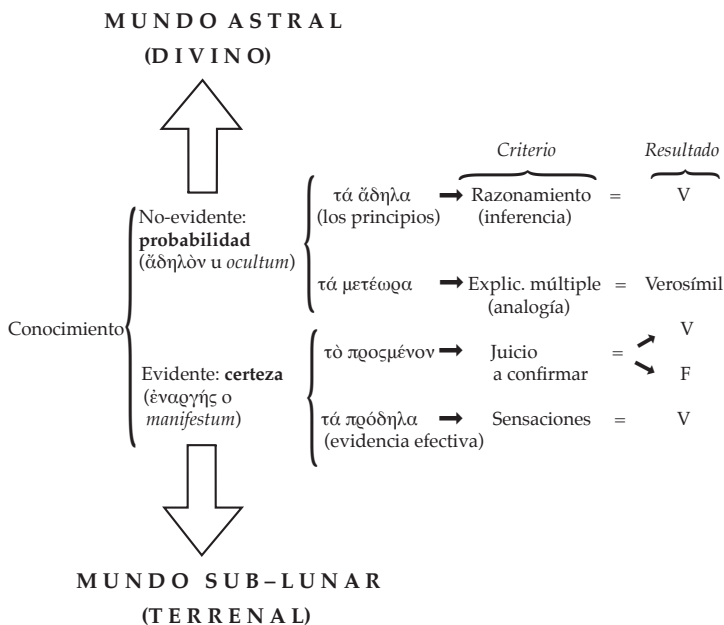 MUNDO ASTRAL
(DIVINO)
Criterio Resultado
No-evidente:
probabilidad
(ἄδηλὸν u ocultum)
τά ἄδηλα
(los principios)
Razonamiento
(inferencia)
= V
τά μετέωρα
Explic. múltiple
(analogía)
= Verosímil
Conocimiento
Evidente: certeza
(ἐναργής o
manifestum)
τὸ προςμένον
Juicio
a confirmar
=
V
F
τά πρόδηλα
(evidencia efectiva)
Sensaciones = V
MUNDO SUB–LUNAR
(TERRENAL)